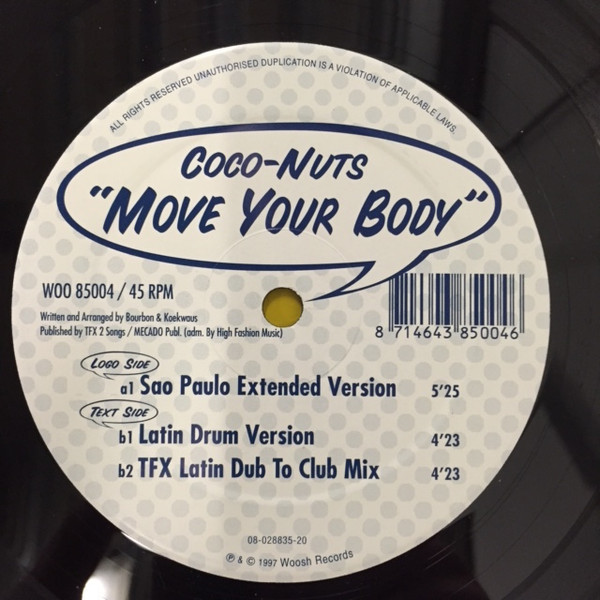 ALL RIGHTS RESERVED UNAUTHORISED DUPLICATION IS A VIOLATION OF APPLICABLE LAWS.
COCO-NUTS
"MOVE YOUR BODY"
WOO 85004 / 45 RPM
Written and Arranged by Bourbon & Koekwaus
Published by TFX 2 Songs / MECADO Publ. (adm. By High Fashion Music)
8 714643 850046
LOGO SIDE
a1 Sao Paulo Extended Version 5'25
TEXT SIDE
b1 Latin Drum Version 4'23
b2 TFX Latin Dub To Club Mix 4'23
08-028835-20
℗ & © 1997 Woosh Records